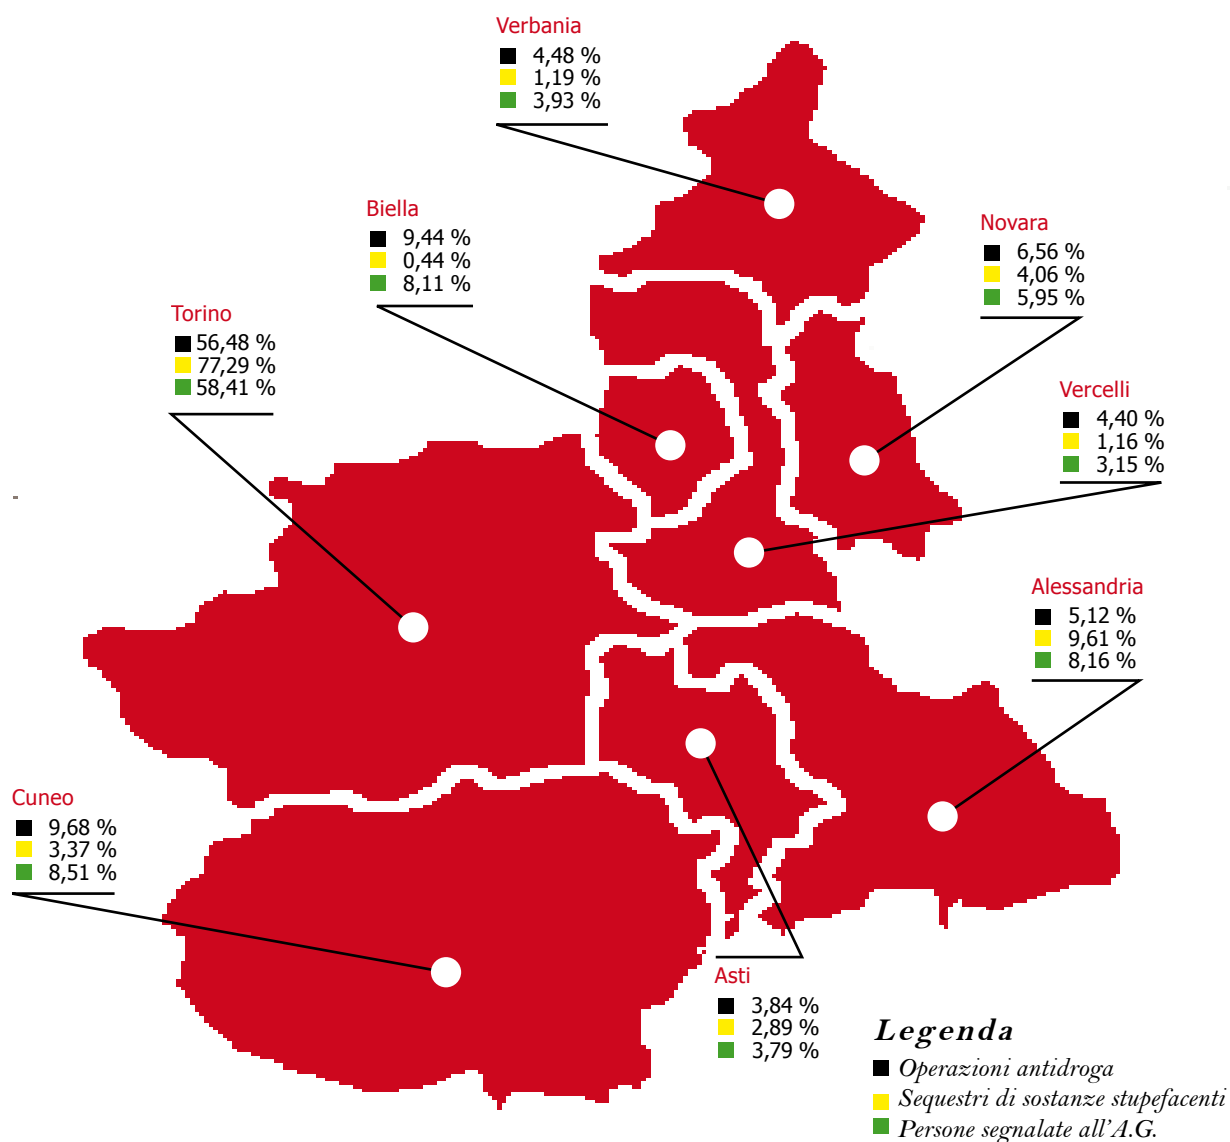 Verbania
4,48 %
1,19 %
3,93 %
Biella
9,44 %
0,44 %
8,11 %
Novara
6,56 %
4,06 %
5,95 %
Torino
56,48 %
77,29 %
58,41 %
Vercelli
4,40 %
1,16 %
3,15 %
Alessandria
5,12 %
9,61 %
8,16 %
Cuneo
9,68 %
3,37 %
8,51 %
Asti
3,84 %
2,89 %
3,79 %
Legenda
Operazioni antidroga
Sequestri di sostanze stupefacenti
Persone segnalate all'A.G.